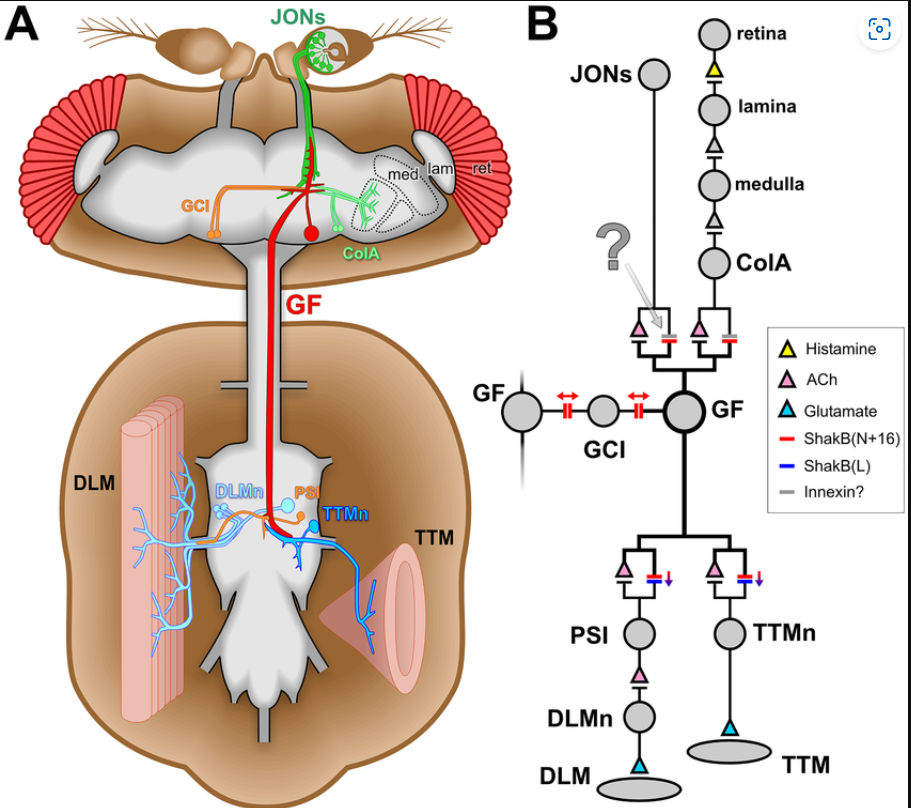 A
JONs
GCI
med
lam
ret
ColA
GF
DLM
DLMn
PSI
TTMn
TTM
B
retina
JONs
lamina
medulla
?
ColA
GF
GF
GCI
Histamine
ACh
Glutamate
ShakB(N+16)
ShakB(L)
Innexin?
PSI
TTMn
DLMn
DLM
TTM